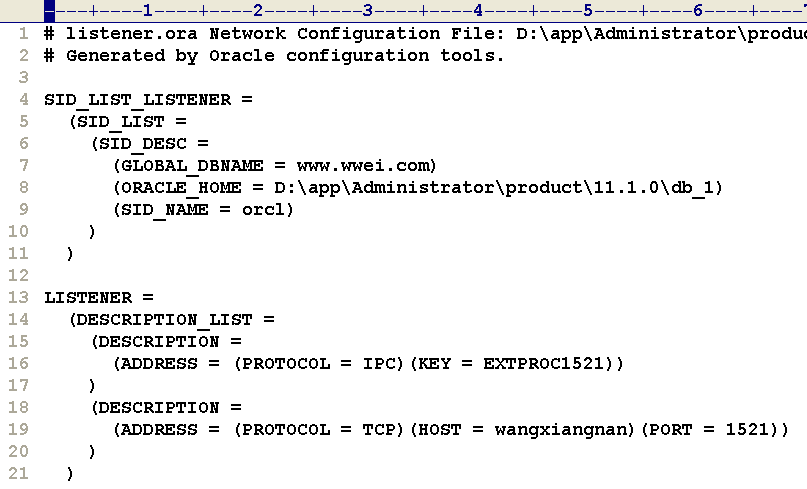 ----+----1----+----2----+----3----+----4----+----5----+----6----+----7
1 # listener.ora Network Configuration File: D:\app\Administrator\produc
2 # Generated by Oracle configuration tools.
3
4 SID_LIST_LISTENER =
5   (SID_LIST =
6     (SID_DESC =
7       (GLOBAL_DBNAME = www.wwei.com)
8       (ORACLE_HOME = D:\app\Administrator\product\11.1.0\db_1)
9       (SID_NAME = orcl)
10     )
11   )
12
13 LISTENER =
14   (DESCRIPTION_LIST =
15     (DESCRIPTION =
16       (ADDRESS = (PROTOCOL = IPC)(KEY = EXTPROC1521))
17     )
18     (DESCRIPTION =
19       (ADDRESS = (PROTOCOL = TCP)(HOST = wangxiangnan)(PORT = 1521))
20     )
21   )